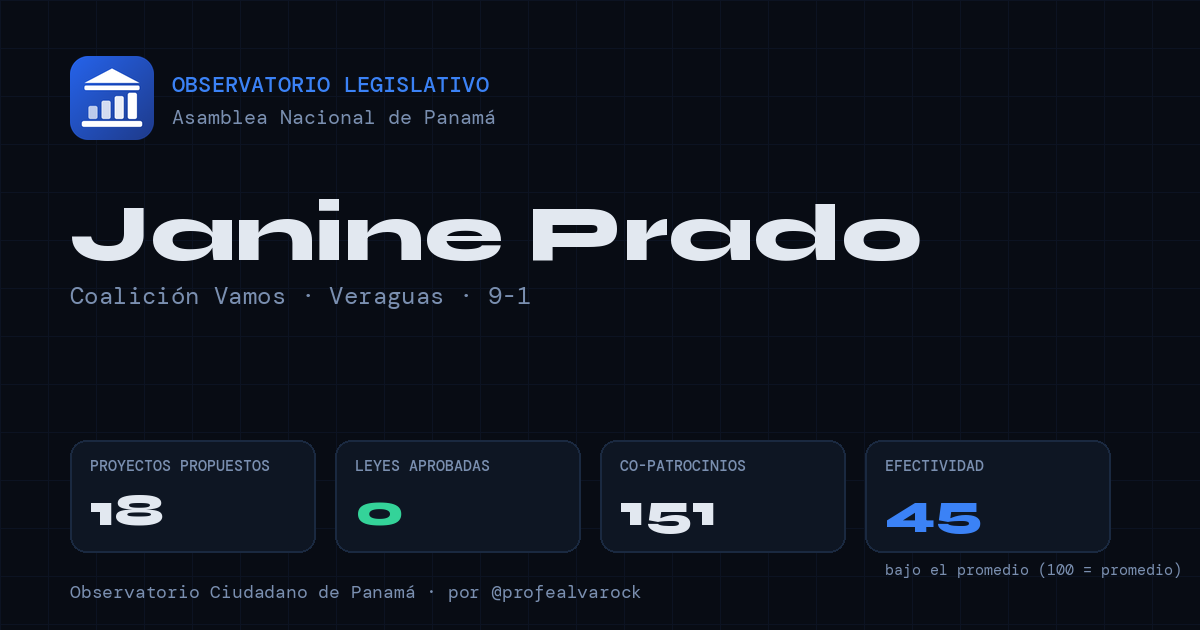 OBSERVATORIO LEGISLATIVO
Asamblea Nacional de Panamá
Janine Prado
Coalición Vamos · Veraguas · 9-1
PROYECTOS PROPUESTOS
18
LEYES APROBADAS
0
CO-PATROCINIOS
151
EFECTIVIDAD
45
bajo el promedio (100 = promedio)
Observatorio Ciudadano de Panamá · por @profealvarock